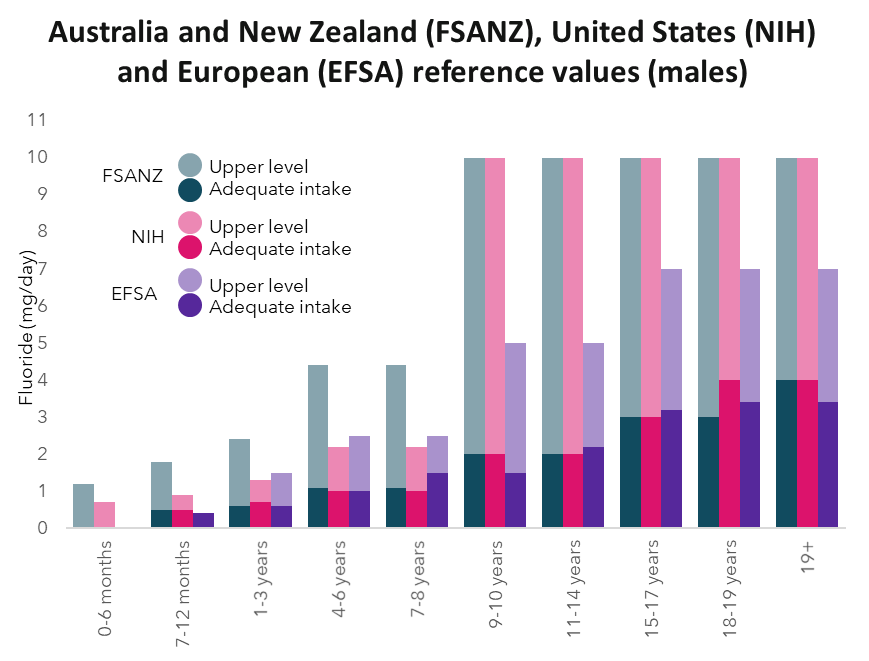 Australia and New Zealand (FSANZ), United States (NIH)
and European (EFSA) reference values (males)
Fluoride (mg/day)
11
10
9
8
7
6
5
4
3
2
1
0
FSANZ
Upper level
Adequate intake
NIH
Upper level
Adequate intake
EFSA
Upper level
Adequate intake
0-6 months
7-12 months
1-3 years
4-6 years
7-8 years
9-10 years
11-14 years
15-17 years
18-19 years
19+